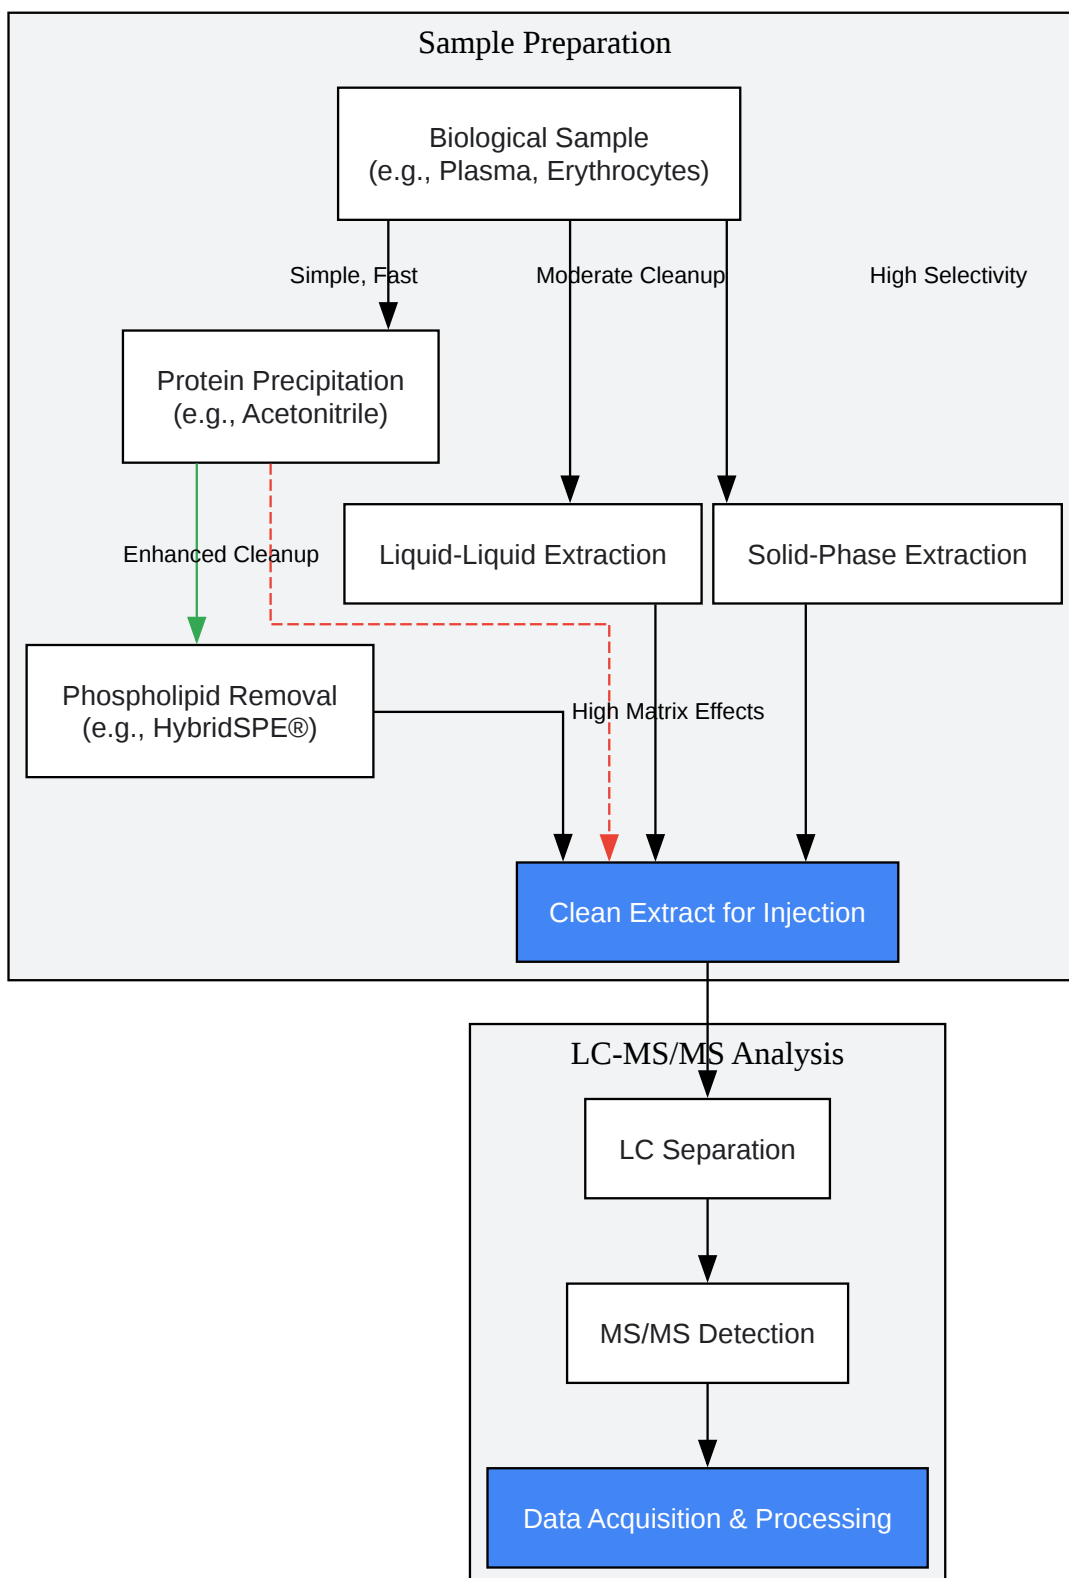 Sample Preparation
Biological Sample
(e.g., Plasma, Erythrocytes)
Simple, Fast
Moderate Cleanup
High Selectivity
Protein Precipitation
(e.g., Acetonitrile)
Enhanced Cleanup
Liquid-Liquid Extraction
Solid-Phase Extraction
Phospholipid Removal
(e.g., HybridSPE®)
High Matrix Effects
Clean Extract for Injection
LC-MS/MS Analysis
LC Separation
MS/MS Detection
Data Acquisition & Processing